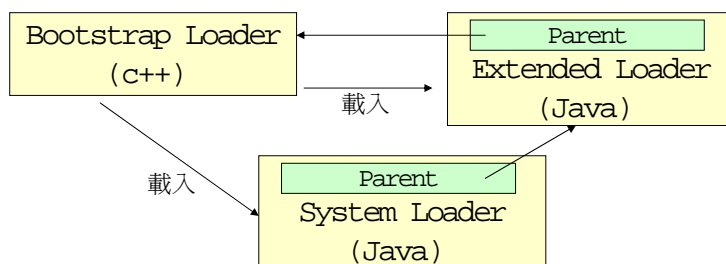 Bootstrap Loader
(c++)
Parent
Extended Loader
(Java)
載入
載入
Parent
System Loader
(Java)